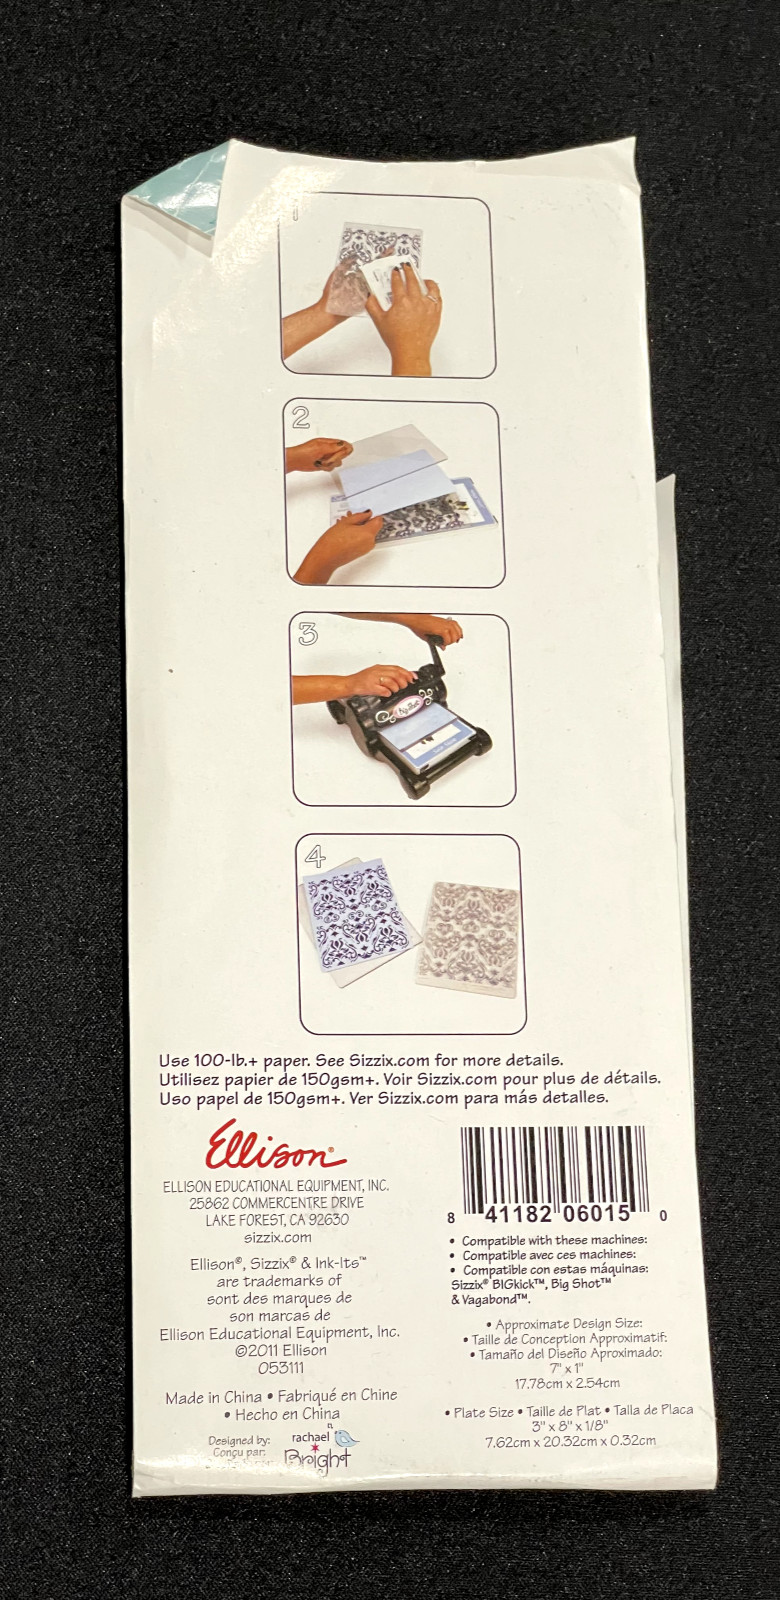 1
2
3
Big Shot
4
Use 100-lb.+ paper. See Sizzix.com for more details.
Utilisez papier de 150gsm+. Voir Sizzix.com pour plus de détails.
Uso papel de 150gsm+. Ver Sizzix.com para más detalles.
Ellison®
ELLISON EDUCATIONAL EQUIPMENT, INC.
25862 COMMERCENTRE DRIVE
LAKE FOREST, CA 92630
sizzix.com
Ellison®, Sizzix® & Ink-Its™
are trademarks of
sont des marques de
son marcas de
Ellison Educational Equipment, Inc.
©2011 Ellison
053111
Made in China • Fabriqué en Chine
• Hecho en China
Designed by:
Conçu par:
rachael
Bright
8 41182 06015 0
• Compatible with these machines:
• Compatible avec ces machines:
• Compatible con estas máquinas:
Sizzix® BIGkick™, Big Shot™
& Vagabond™.
• Approximate Design Size:
• Taille de Conception Approximatif:
• Tamaño del Diseño Aproximado:
7" x 1"
17.78cm x 2.54cm
• Plate Size • Taille de Plat • Talla de Placa
3" x 8" x 1/8"
7.62cm x 20.32cm x 0.32cm